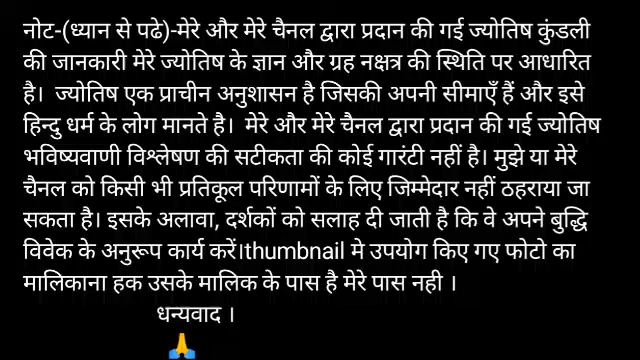 नोट-(ध्यान से पढे)-मेरे और मेरे चैनल द्वारा प्रदान की गई ज्योतिष कुंडली
की जानकारी मेरे ज्योतिष के ज्ञान और ग्रह नक्षत्र की स्थिति पर आधारित
है। ज्योतिष एक प्राचीन अनुशासन है जिसकी अपनी सीमाएँ हैं और इसे
हिन्दु धर्म के लोग मानते है। मेरे और मेरे चैनल द्वारा प्रदान की गई ज्योतिष
भविष्यवाणी विश्लेषण की सटीकता की कोई गारंटी नहीं है। मुझे या मेरे
चैनल को किसी भी प्रतिकूल परिणामों के लिए जिम्मेदार नहीं ठहराया जा
सकता है। इसके अलावा, दर्शकों को सलाह दी जाती है कि वे अपने बुद्धि
विवेक के अनुरूप कार्य करें।thumbnail मे उपयोग किए गए फोटो का
मालिकाना हक उसके मालिक के पास है मेरे पास नही ।
धन्यवाद ।
🙏